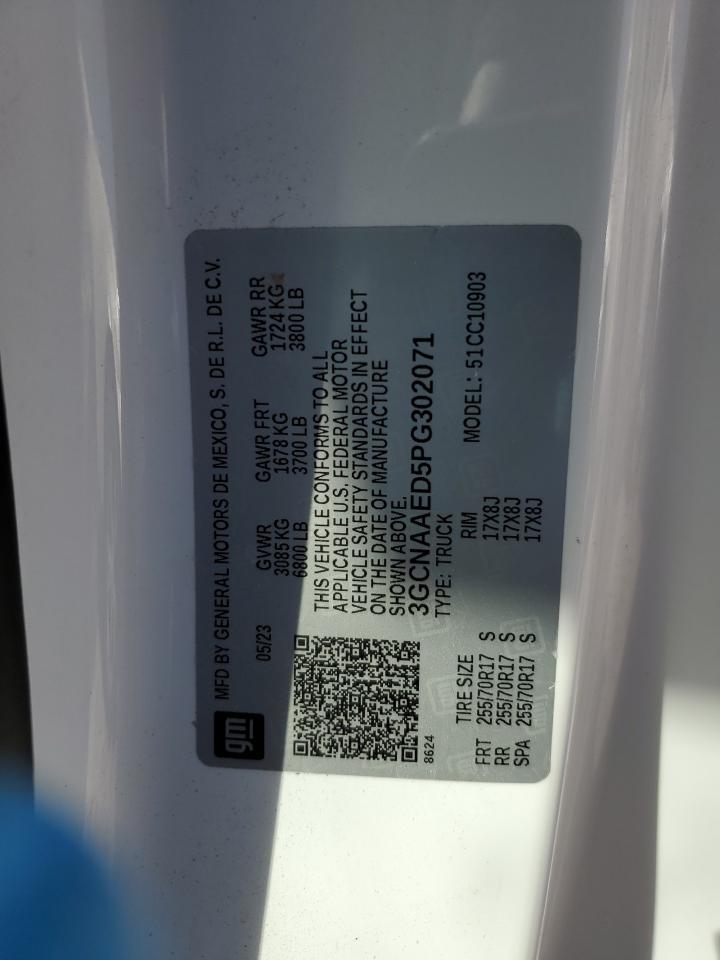 gm
MFD BY GENERAL MOTORS DE MEXICO, S. DE R.L. DE C.V.
05/23
GVWR GAWR FRT GAWR RR
3085 KG 1678 KG 1724 KG
6800 LB 3700 LB 3800 LB
THIS VEHICLE CONFORMS TO ALL
APPLICABLE U.S. FEDERAL MOTOR
VEHICLE SAFETY STANDARDS IN EFFECT
ON THE DATE OF MANUFACTURE
SHOWN ABOVE.
8624
3GCNAAED5PG302071
TYPE: TRUCK
TIRE SIZE RIM MODEL: 51CC10903
FRT 255/70R17 S 17X8J
RR 255/70R17 S 17X8J
SPA 255/70R17 S 17X8J